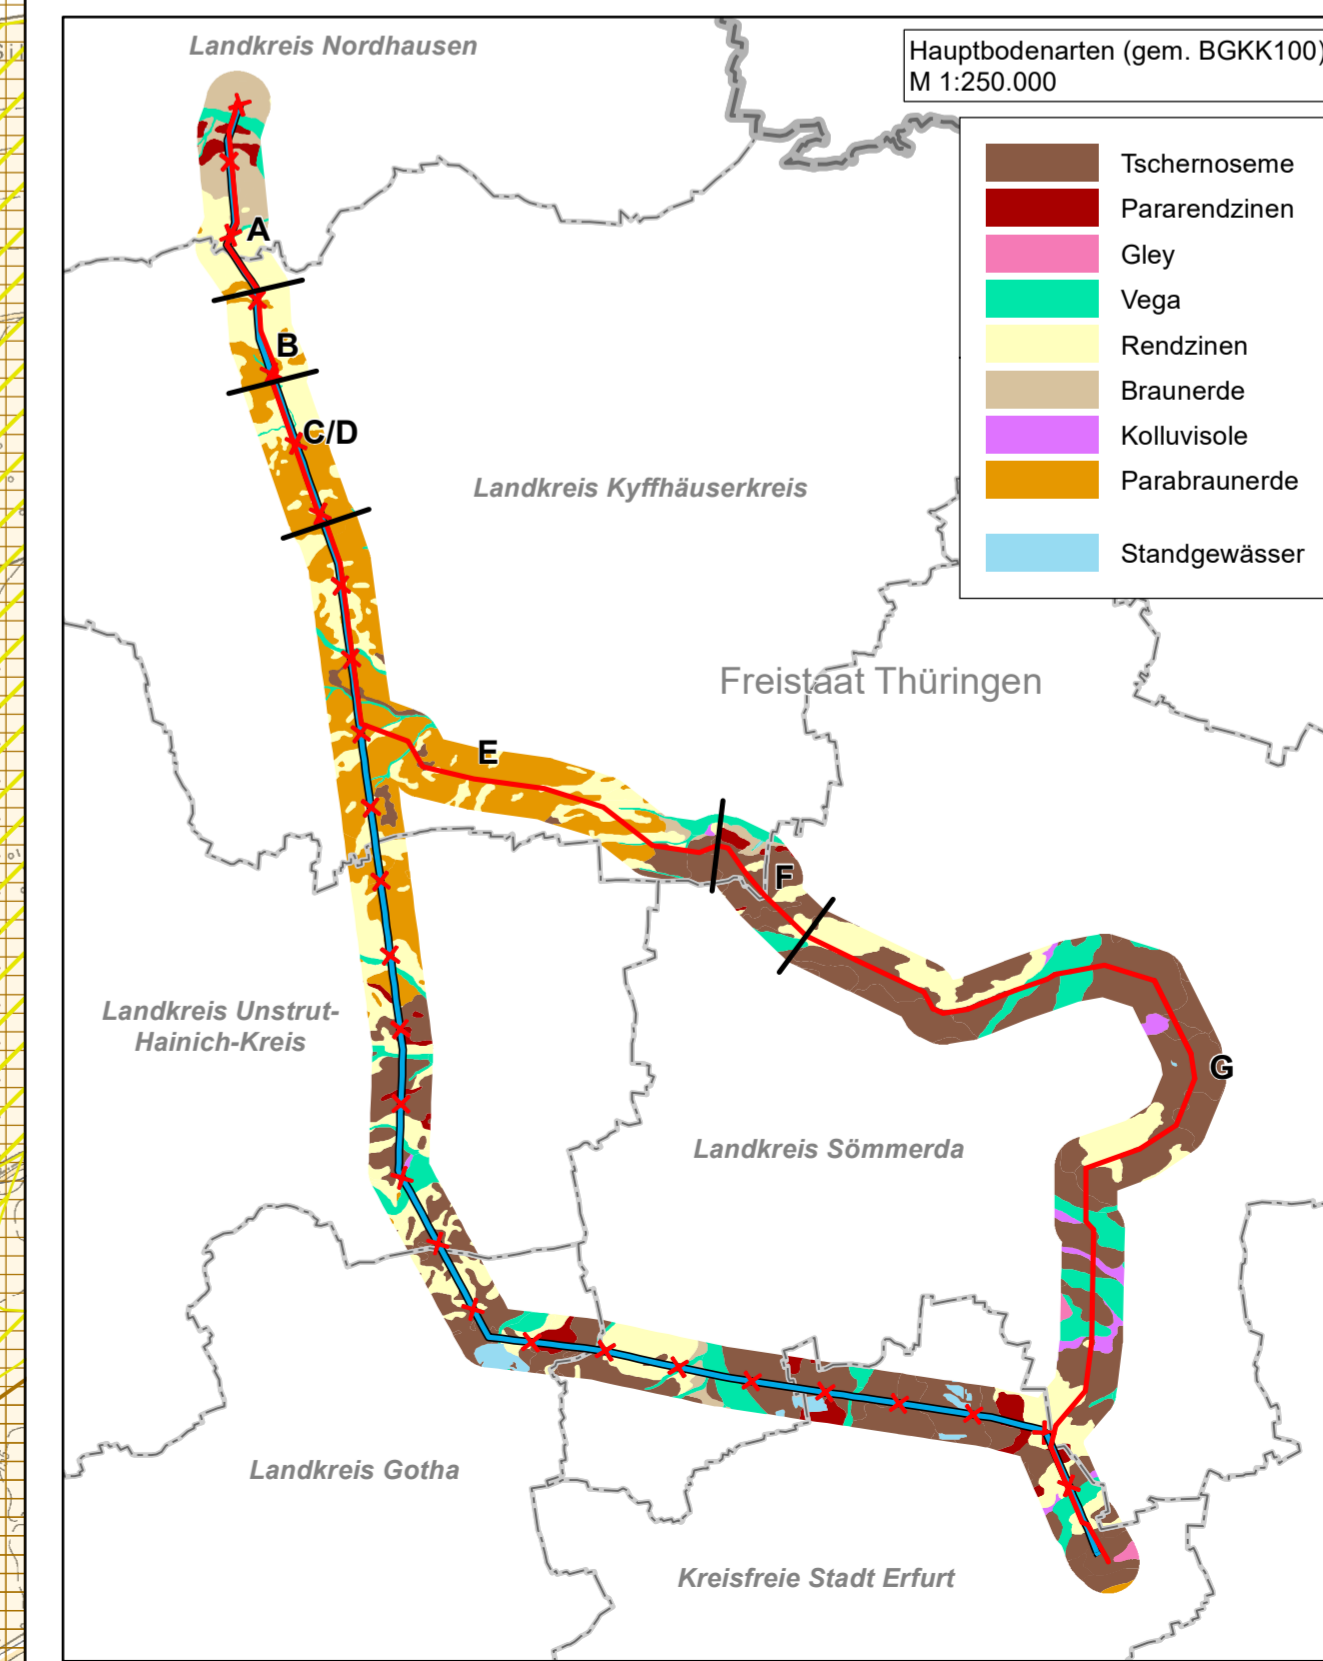 Landkreis Nordhausen
Hauptbodenarten (gem. BGKK100)
M 1:250.000
Tschernoseme
Pararendzinen
Gley
Vega
Rendzinen
Braunerde
Kolluvisole
Parabraunerde
Standgewässer
A
B
C/D
Landkreis Kyffhäuserkreis
Freistaat Thüringen
E
F
Landkreis Unstrut-
Hainich-Kreis
G
Landkreis Sömmerda
Landkreis Gotha
Kreisfreie Stadt Erfurt